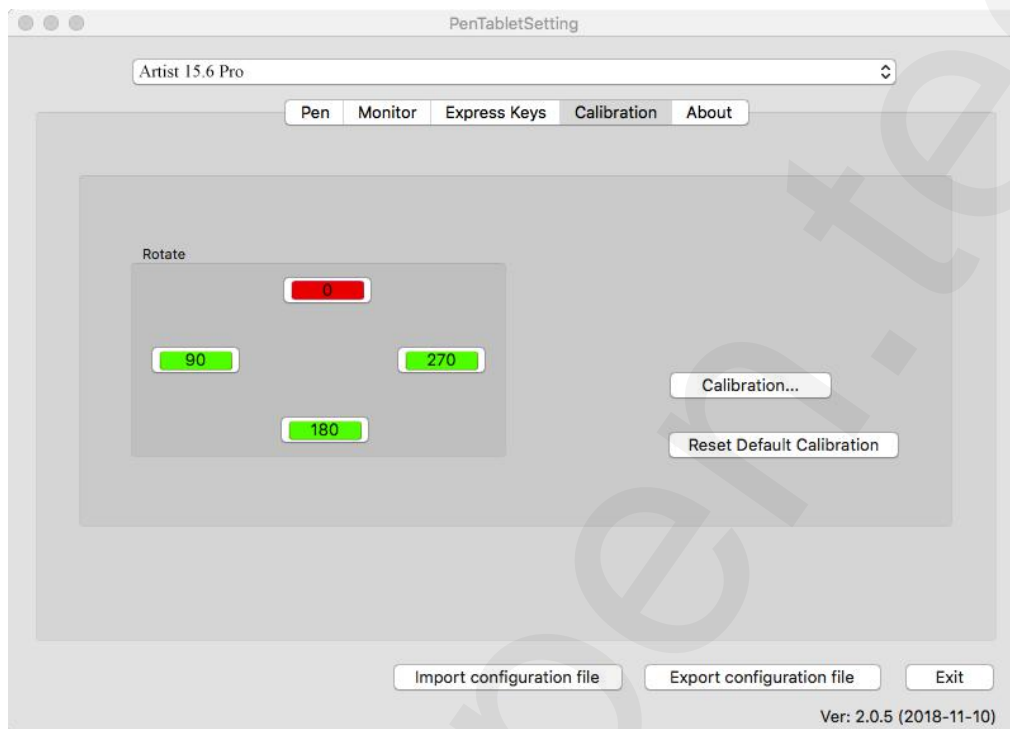 PenTabletSetting
Artist 15.6 Pro
Pen Monitor Express Keys Calibration About
Rotate
0
90 270
180
Calibration...
Reset Default Calibration
Import configuration file Export configuration file Exit
Ver: 2.0.5 (2018-11-10)